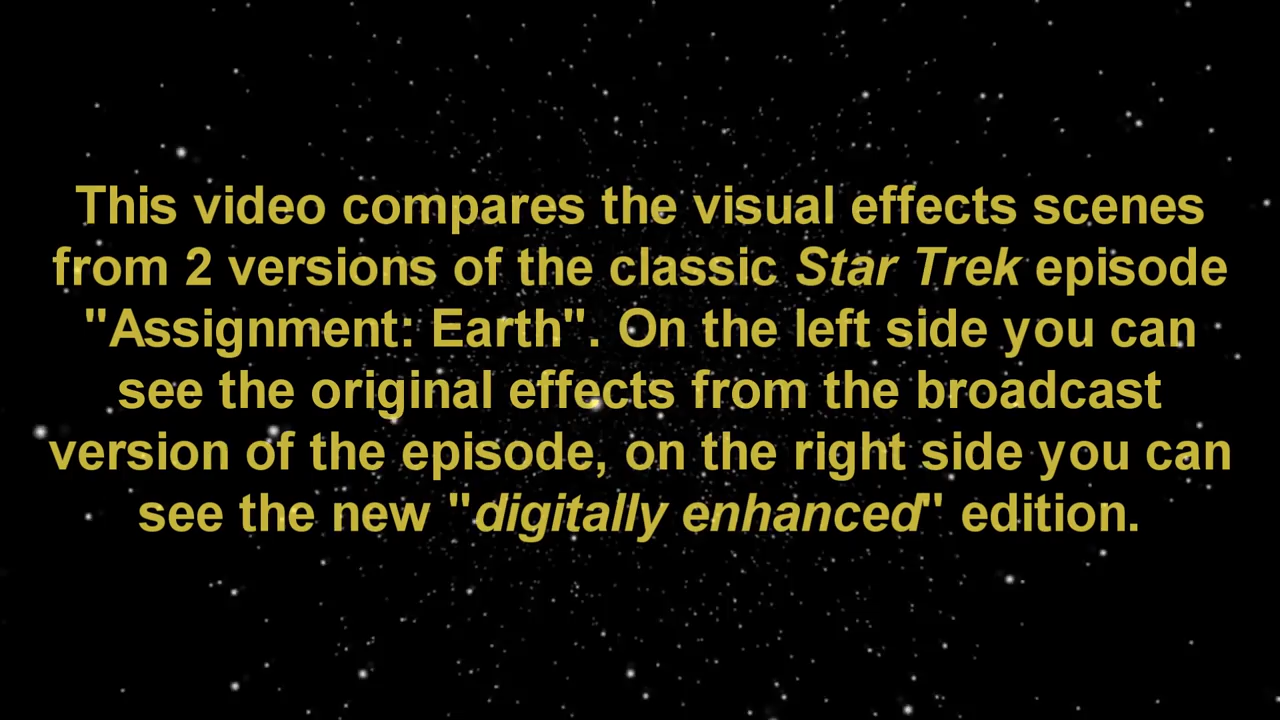 This video compares the visual effects scenes
from 2 versions of the classic Star Trek episode
"Assignment: Earth". On the left side you can
see the original effects from the broadcast
version of the episode, on the right side you can
see the new "digitally enhanced" edition.